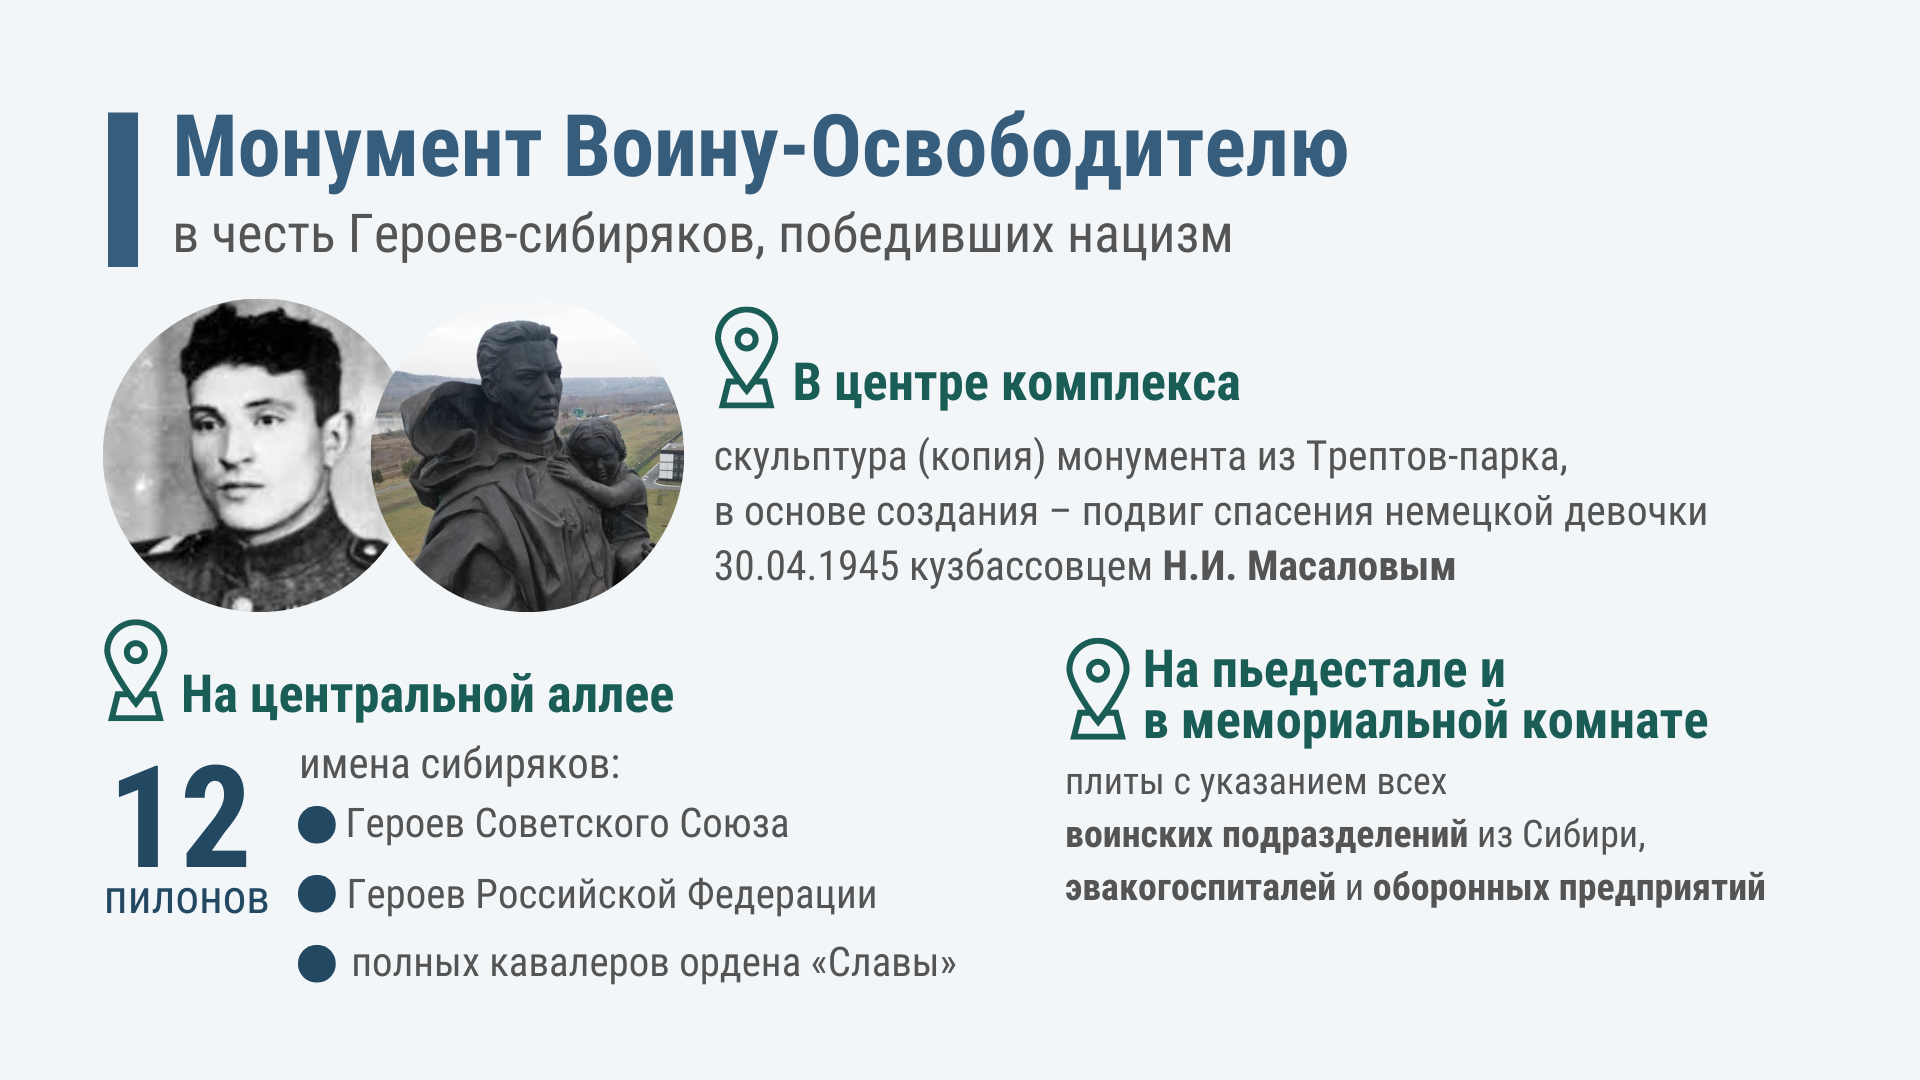 Монумент Воину-Освободителю
в честь Героев-сибиряков, победивших нацизм
В центре комплекса
скульптура (копия) монумента из Трептов-парка,
в основе создания – подвиг спасения немецкой девочки
30.04.1945 кузбассовцем Н.И. Масаловым
На центральной аллее
12
пилонов
имена сибиряков:
Героев Советского Союза
Героев Российской Федерации
полных кавалеров ордена «Славы»
На пьедестале и
в мемориальной комнате
плиты с указанием всех
воинских подразделений из Сибири,
эвакогоспиталей и оборонных предприятий